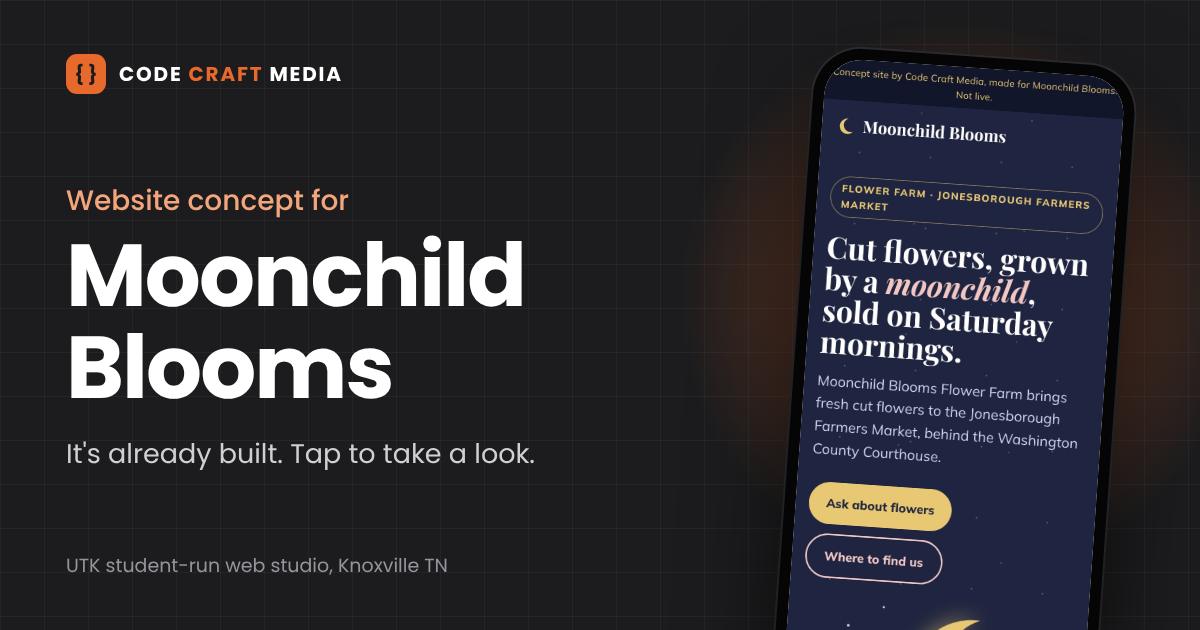 { } CODE CRAFT MEDIA
Website concept for
Moonchild
Blooms
It's already built. Tap to take a look.
UTK student-run web studio, Knoxville TN
Concept site by Code Craft Media, made for Moonchild Blooms.
Not live.
Moonchild Blooms
FLOWER FARM · JONESBOROUGH FARMERS
MARKET
Cut flowers, grown
by a moonchild,
sold on Saturday
mornings.
Moonchild Blooms Flower Farm brings
fresh cut flowers to the Jonesborough
Farmers Market, behind the Washington
County Courthouse.
Ask about flowers
Where to find us